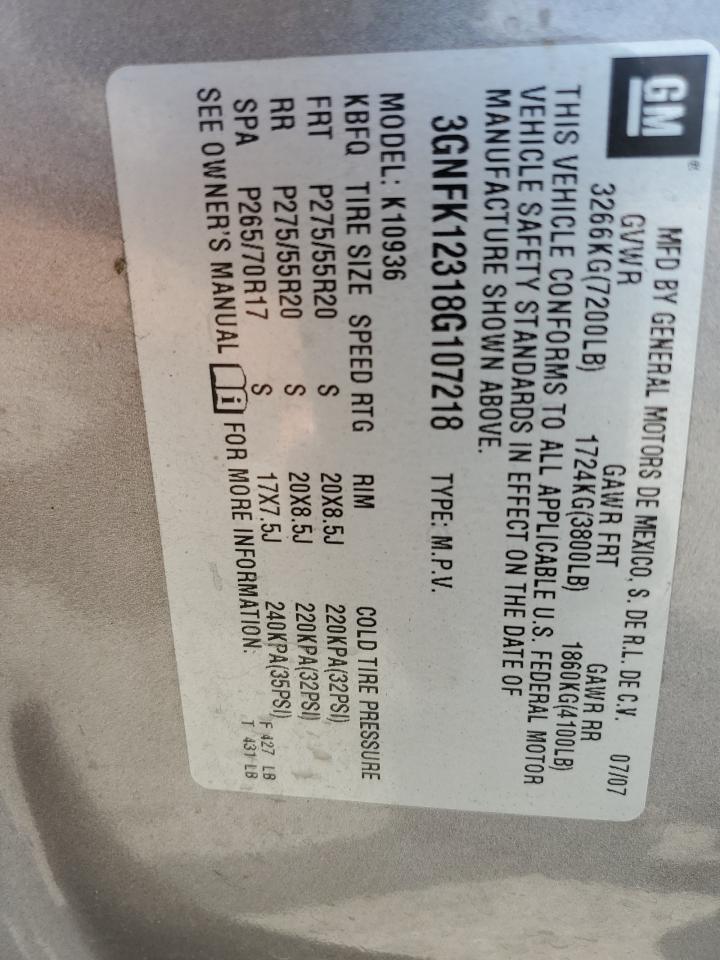 GM
MFD BY GENERAL MOTORS DE MEXICO, S. DE R.L. DE C.V. 07/07
GVWR GAWR FRT GAWR RR
3266KG(7200LB) 1724KG(3800LB) 1860KG(4100LB)
THIS VEHICLE CONFORMS TO ALL APPLICABLE U.S. FEDERAL MOTOR
VEHICLE SAFETY STANDARDS IN EFFECT ON THE DATE OF
MANUFACTURE SHOWN ABOVE.
3GNFK12318G107218 TYPE: M.P.V.
MODEL: K10936
KBFQ TIRE SIZE SPEED RTG RIM COLD TIRE PRESSURE
FRT P275/55R20 S 20X8.5J 220KPA(32PSI)
RR P275/55R20 S 20X8.5J 220KPA(32PSI)
SPA P265/70R17 S 17X7.5J 240KPA(35PSI)
SEE OWNER'S MANUAL i FOR MORE INFORMATION.
F 427 LB
T 431 LB